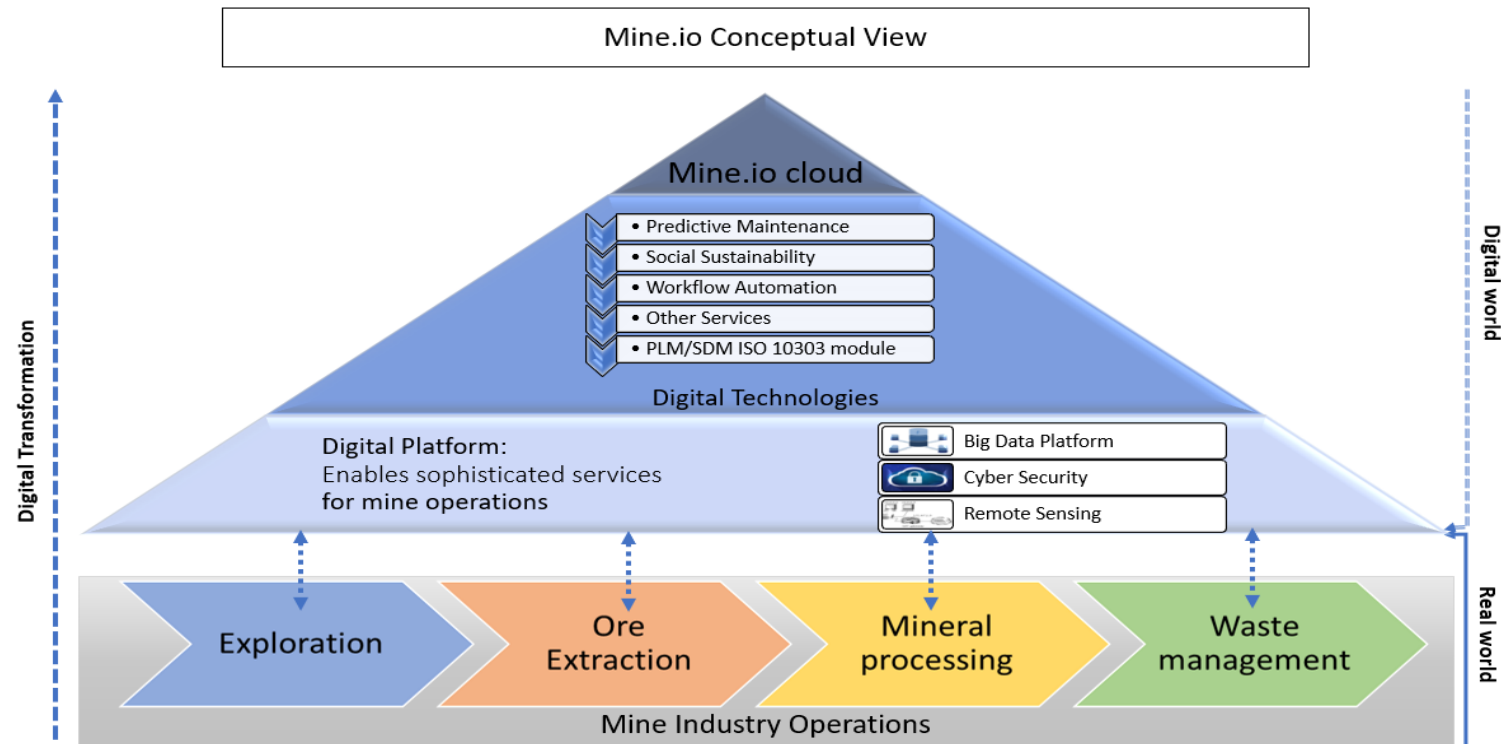 Mine.io Conceptual View
Mine.io cloud
• Predictive Maintenance
• Social Sustainability
• Workflow Automation
• Other Services
• PLM/SDM ISO 10303 module
Digital Technologies
Digital Platform:
Enables sophisticated services
for mine operations
Big Data Platform
Cyber Security
Remote Sensing
Digital Transformation
Digital world
Real world
Exploration
Ore
Extraction
Mineral
processing
Waste
management
Mine Industry Operations